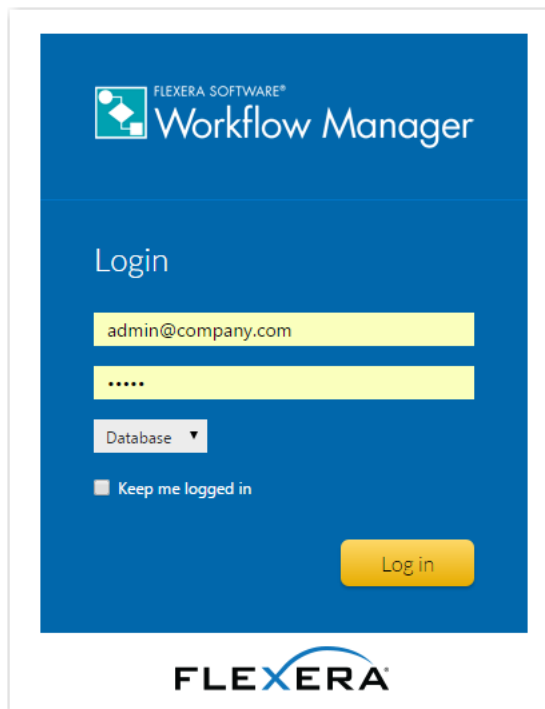 FLEXERA SOFTWARE®
Workflow Manager
Login
admin@company.com
•••••
Database
Keep me logged in
Log in
FLEXERA